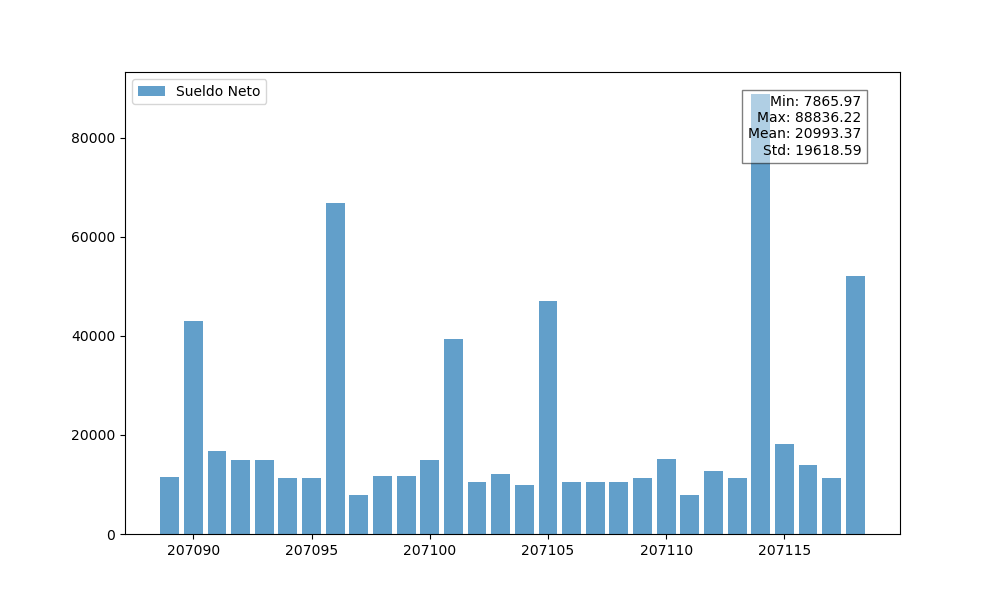 Sueldo Neto
Min: 7865.97
Max: 88836.22
Mean: 20993.37
Std: 19618.59
80000
60000
40000
20000
0
207090 207095 207100 207105 207110 207115